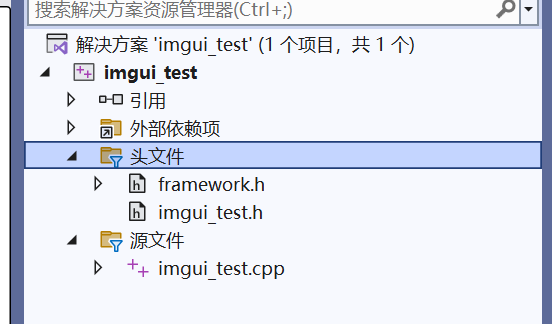 搜索解决方案资源管理器(Ctrl+;)
解决方案 'imgui_test' (1 个项目，共 1 个)
imgui_test
引用
外部依赖项
头文件
framework.h
imgui_test.h
源文件
imgui_test.cpp